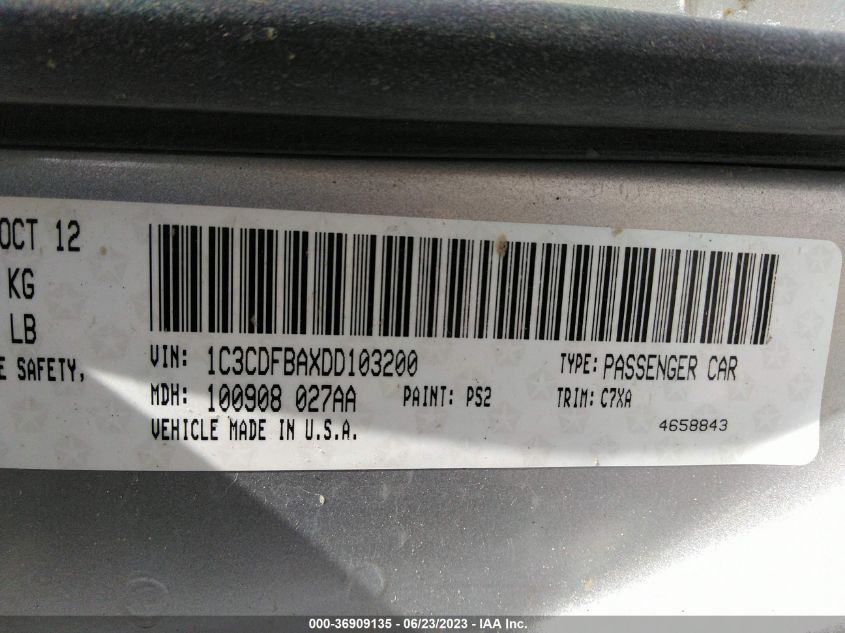 OCT 12
KG
LB
E SAFETY,
VIN: 1C3CDFBAXDD103200 TYPE: PASSENGER CAR
MDH: 100908 027AA PAINT: PS2 TRIM: C7XA
VEHICLE MADE IN U.S.A. 4658843
000-36909135 - 06/23/2023 - IAA Inc.